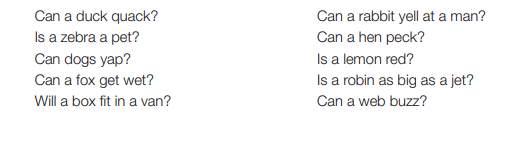 Can a duck quack?
Is a zebra a pet?
Can dogs yap?
Can a fox get wet?
Will a box fit in a van?
Can a rabbit yell at a man?
Can a hen peck?
Is a lemon red?
Is a robin as big as a jet?
Can a web buzz?